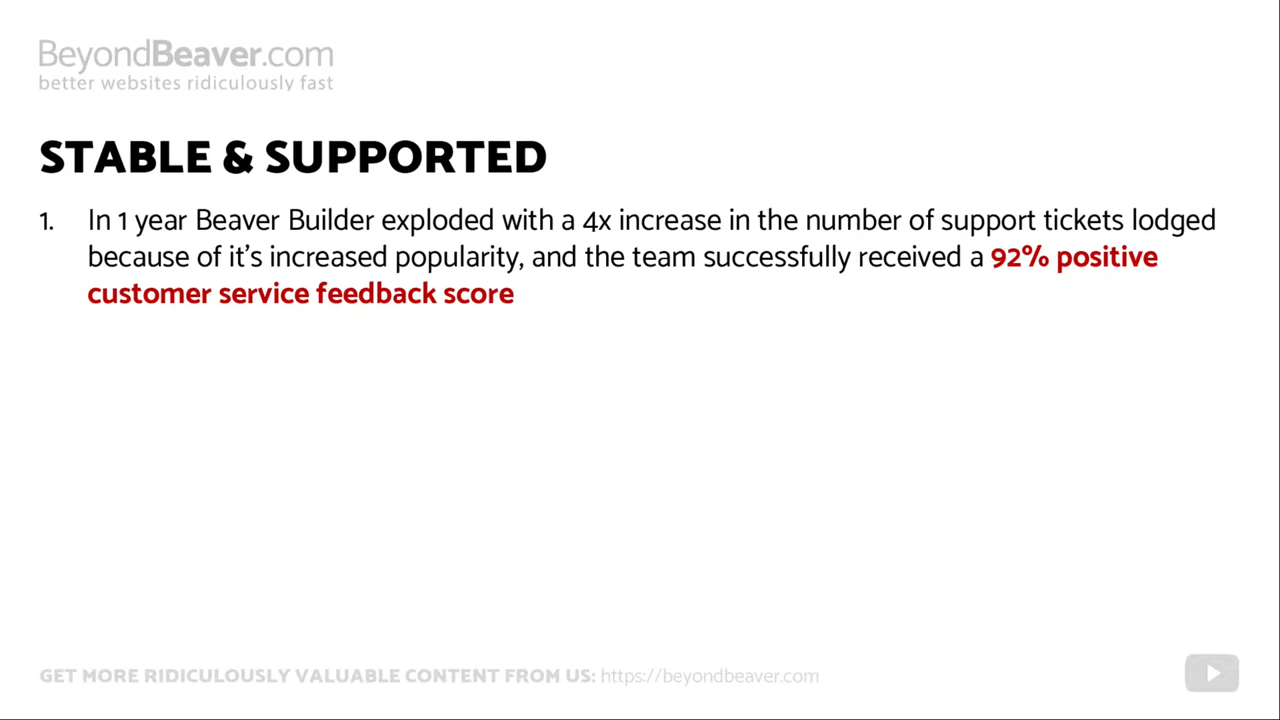 BeyondBeaver.com
better websites ridiculously fast
STABLE & SUPPORTED
1. In 1 year Beaver Builder exploded with a 4x increase in the number of support tickets lodged
because of it's increased popularity, and the team successfully received a 92% positive
customer service feedback score
GET MORE RIDICULOUSLY VALUABLE CONTENT FROM US: https://beyondbeaver.com